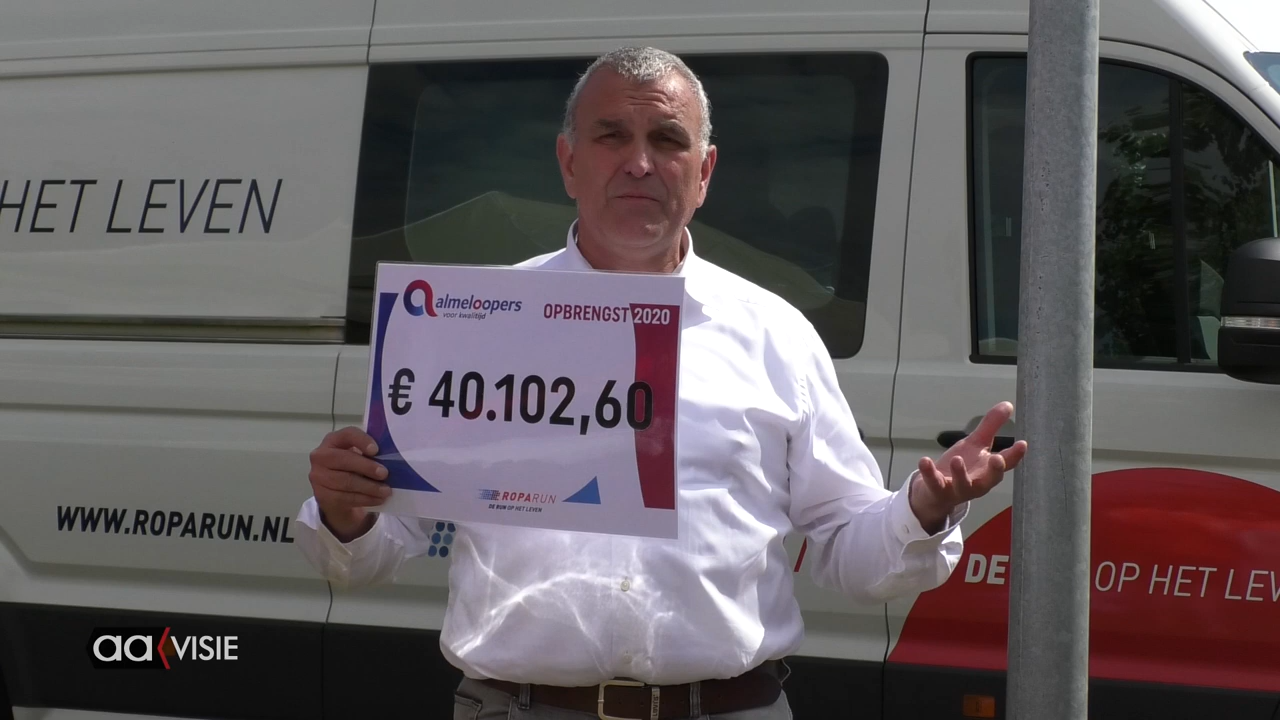 HET LEVEN
almeloopers
voor kwalitijd
OPBRENGST 2020
€ 40.102,60
ROPARUN
DE RUN OP HET LEVEN
WWW.ROPARUN.NL
DE OP HET LEV
aa VISIE